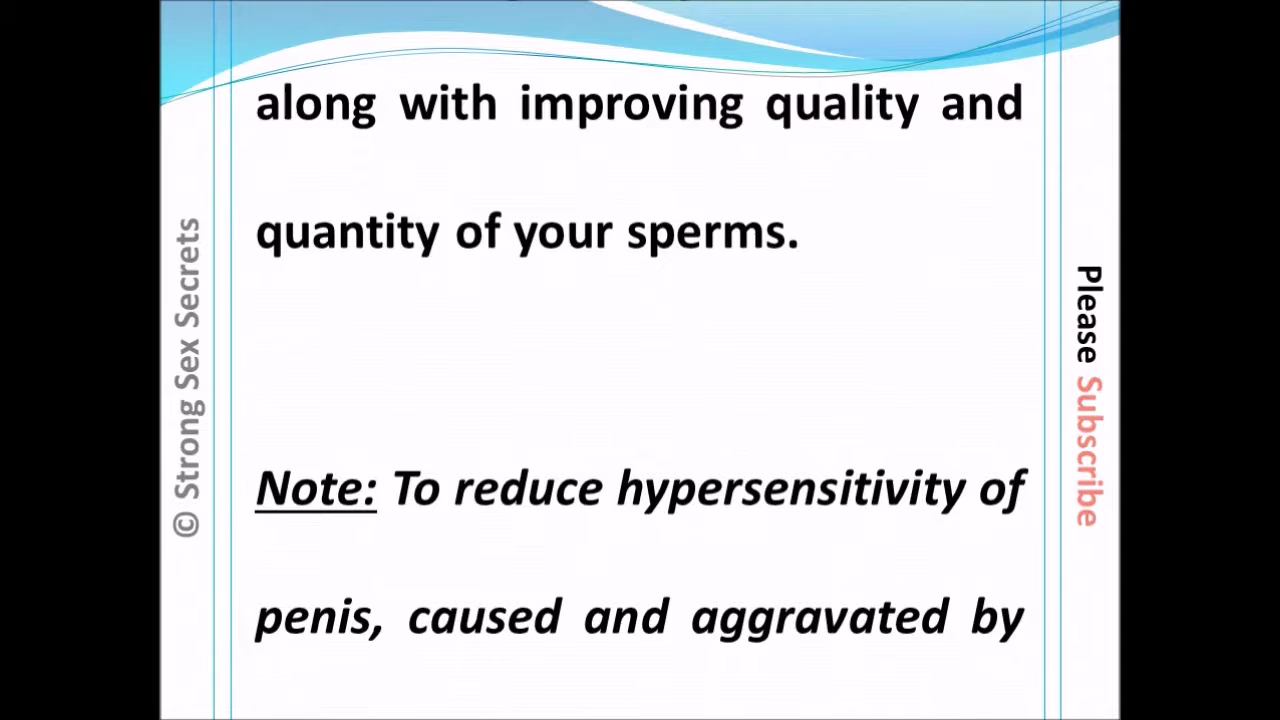 along with improving quality and
quantity of your sperms.
Note: To reduce hypersensitivity of
penis, caused and aggravated by
© Strong Sex Secrets
Please Subscribe